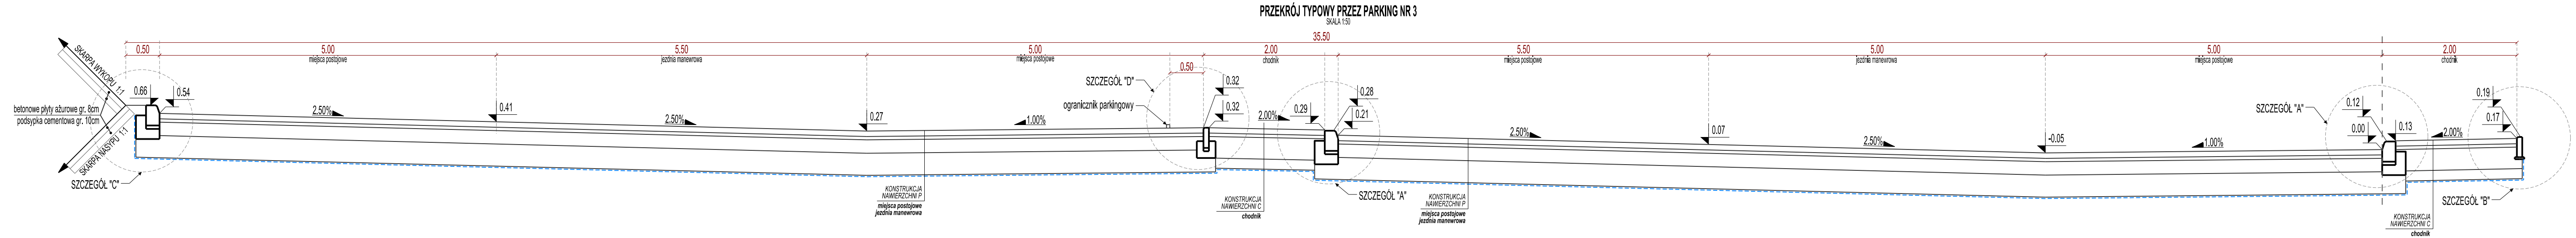 PRZEKRÓJ TYPOWY PRZEZ PARKING NR 3
SKALA 1:50
35.50
0.50
5.00
miejsca postojowe
5.50
jezdnia manewrowa
5.00
miejsca postojowe
2.00
chodnik
5.50
miejsca postojowe
5.00
jezdnia manewrowa
5.00
miejsca postojowe
2.00
chodnik
0.50
SKARPA WYKOPU 1:1
betonowe płyty ażurowe gr. 8cm
podsypka cementowa gr. 10cm
SKARPA NASYPU 1:1
SZCZEGÓŁ "C"
0.66
0.54
2.50%
0.41
2.50%
0.27
1.00%
KONSTRUKCJA
NAWIERZCHNI P
miejsca postojowe
jezdnia manewrowa
SZCZEGÓŁ "D"
ogranicznik parkingowy
0.32
0.32
2.00%
KONSTRUKCJA
NAWIERZCHNI C
chodnik
0.29
0.28
0.21
SZCZEGÓŁ "A"
KONSTRUKCJA
NAWIERZCHNI P
miejsca postojowe
jezdnia manewrowa
2.50%
0.07
2.50%
-0.05
1.00%
SZCZEGÓŁ "A"
0.12
0.00
0.13
2.00%
KONSTRUKCJA
NAWIERZCHNI C
chodnik
0.19
0.17
SZCZEGÓŁ "B"